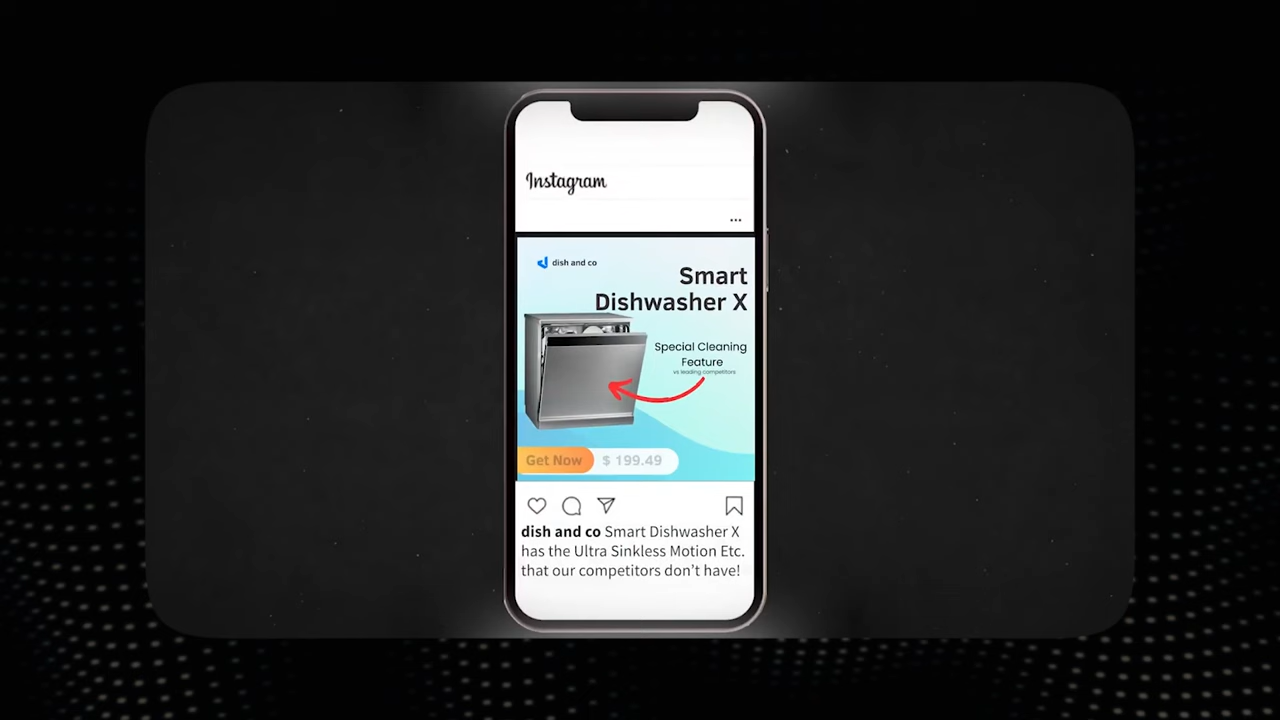 Instagram
...
dish and co
Smart
Dishwasher X
Special Cleaning
Feature
vs leading competitors
Get Now $ 199.49
dish and co Smart Dishwasher X
has the Ultra Sinkless Motion Etc.
that our competitors don't have!